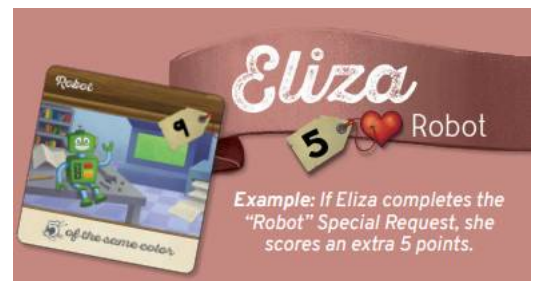 Robot
9
of the same color
Eliza
5 Robot
Example: If Eliza completes the
"Robot" Special Request, she
scores an extra 5 points.